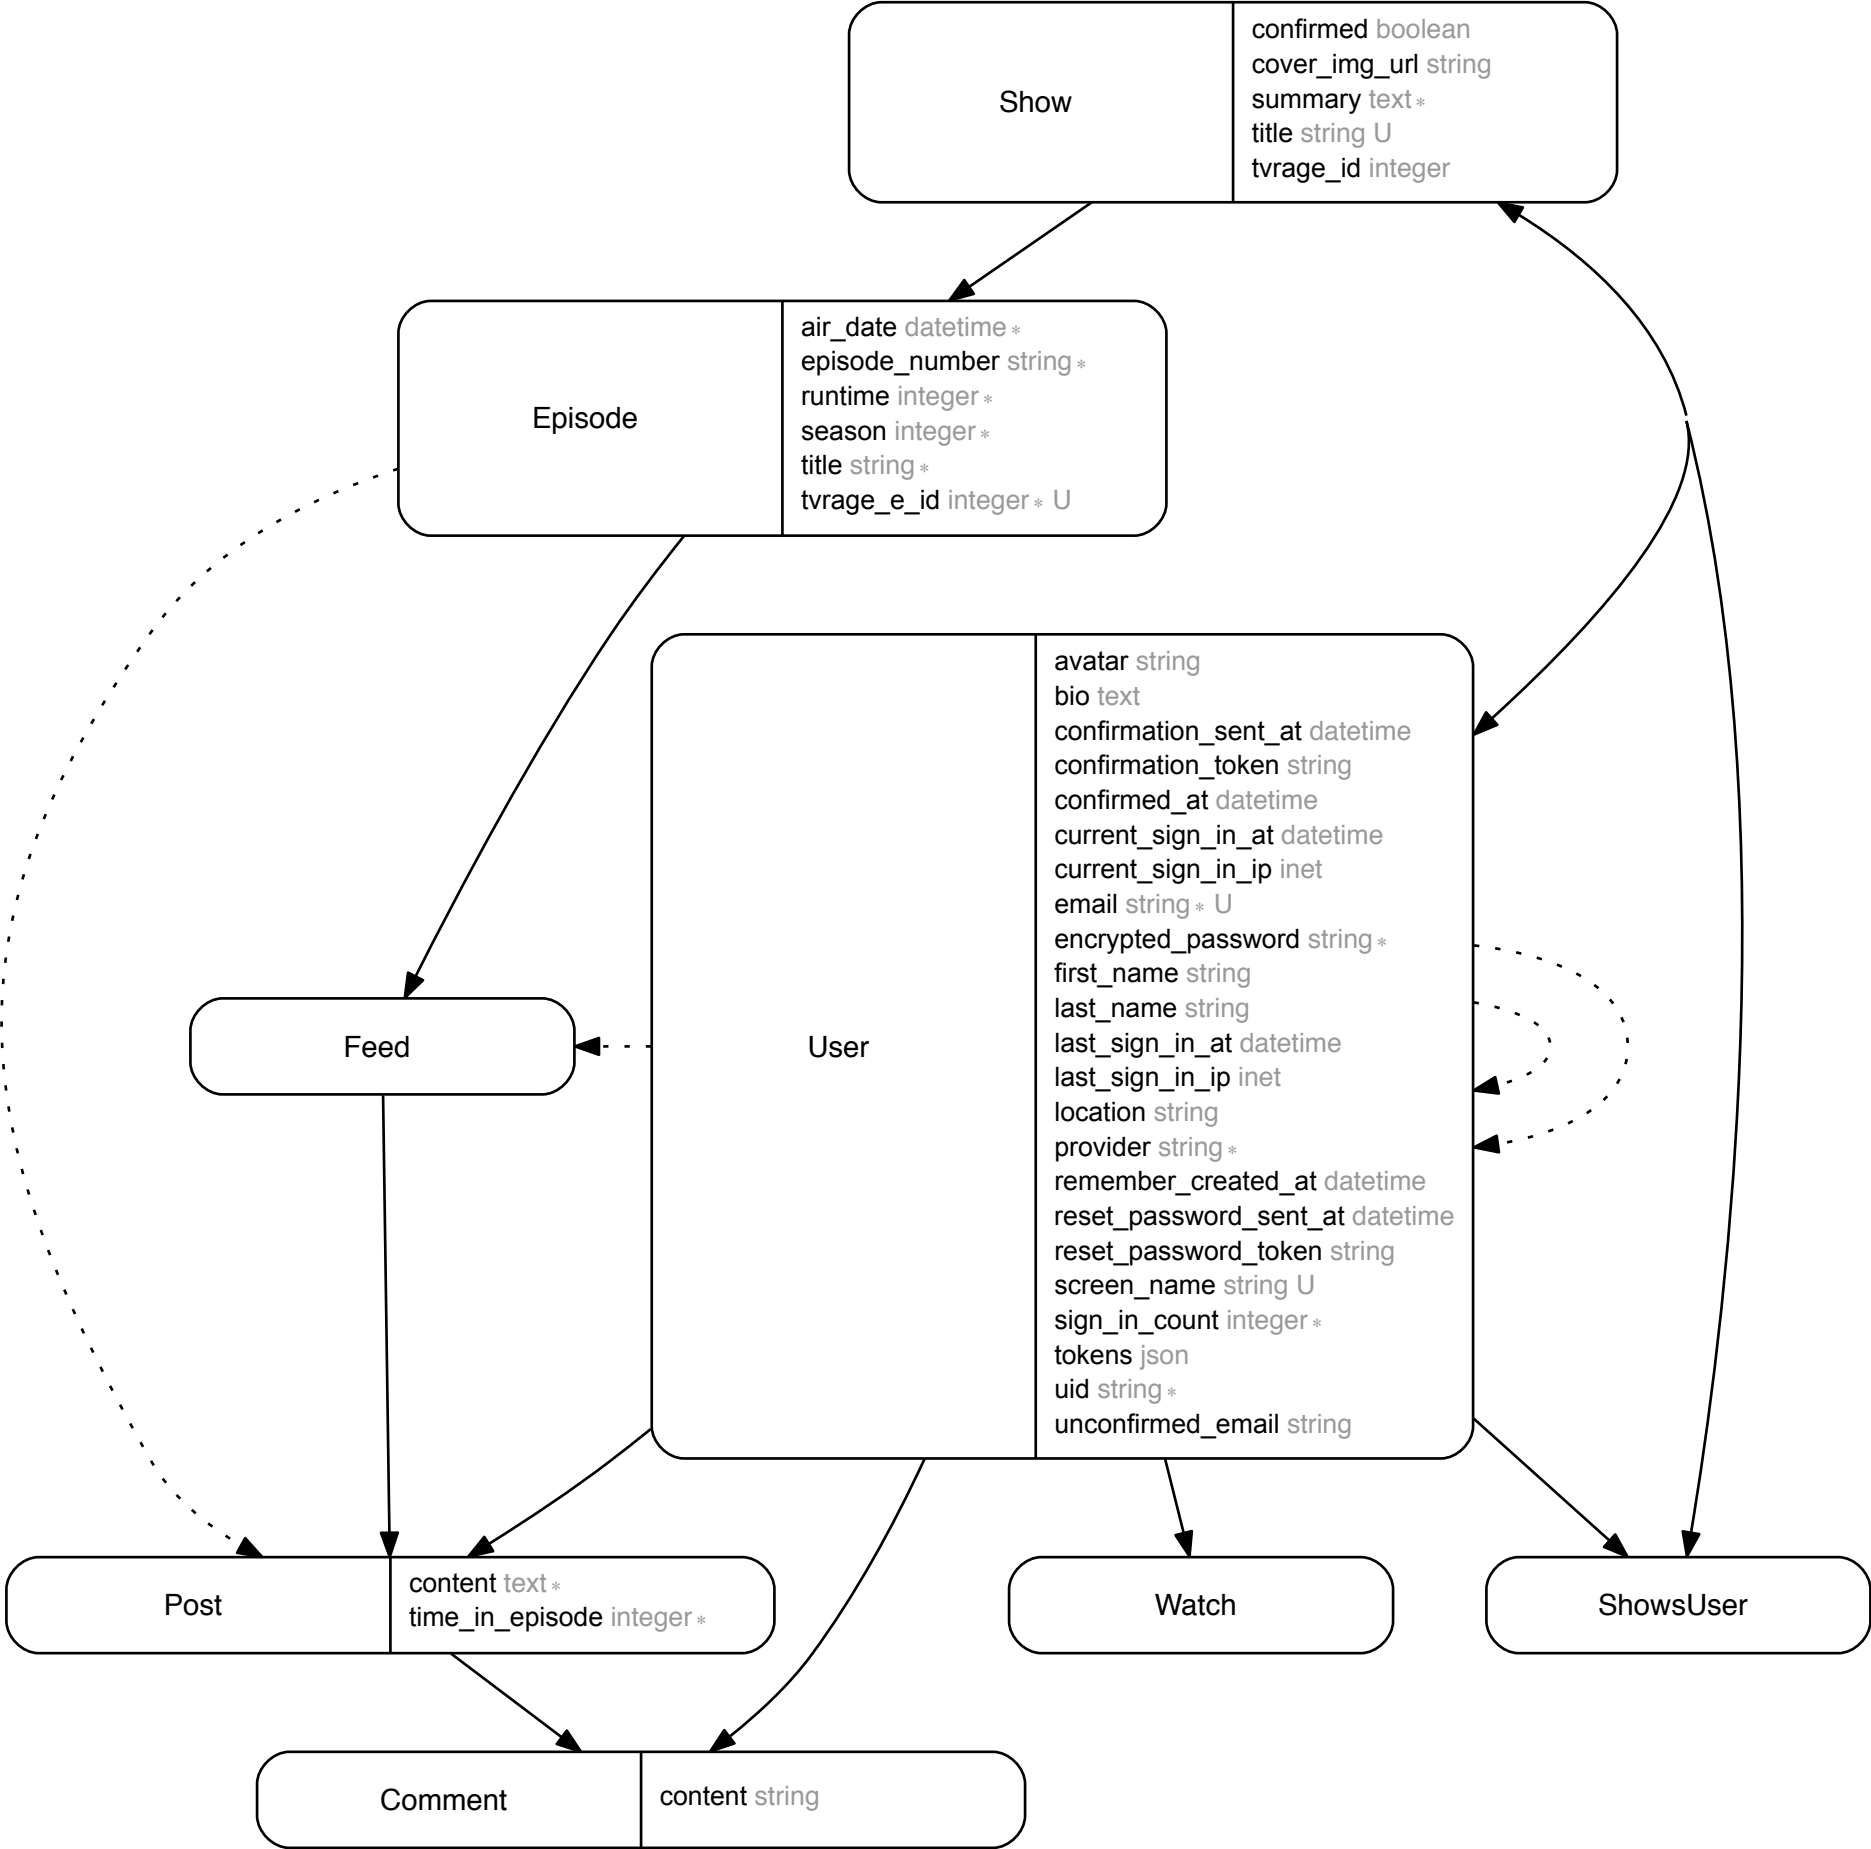 Show
confirmed boolean
cover_img_url string
summary text *
title string U
tvrage_id integer
Episode
air_date datetime *
episode_number string *
runtime integer *
season integer *
title string *
tvrage_e_id integer * U
User
avatar string
bio text
confirmation_sent_at datetime
confirmation_token string
confirmed_at datetime
current_sign_in_at datetime
current_sign_in_ip inet
email string * U
encrypted_password string *
first_name string
last_name string
last_sign_in_at datetime
last_sign_in_ip inet
location string
provider string *
remember_created_at datetime
reset_password_sent_at datetime
reset_password_token string
screen_name string U
sign_in_count integer *
tokens json
uid string *
unconfirmed_email string
Feed
Post
content text *
time_in_episode integer *
Watch
ShowsUser
Comment
content string